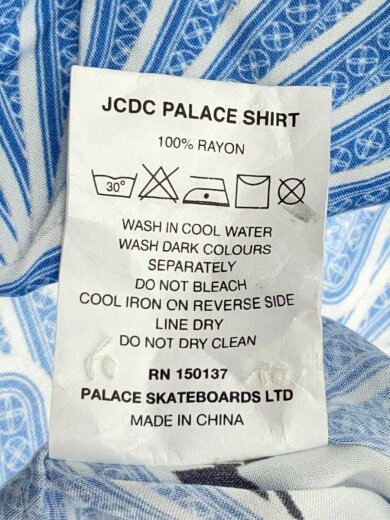 JCDC PALACE SHIRT
100% RAYON
30°
WASH IN COOL WATER
WASH DARK COLOURS
SEPARATELY
DO NOT BLEACH
COOL IRON ON REVERSE SIDE
LINE DRY
DO NOT DRY CLEAN
RN 150137
PALACE SKATEBOARDS LTD
MADE IN CHINA